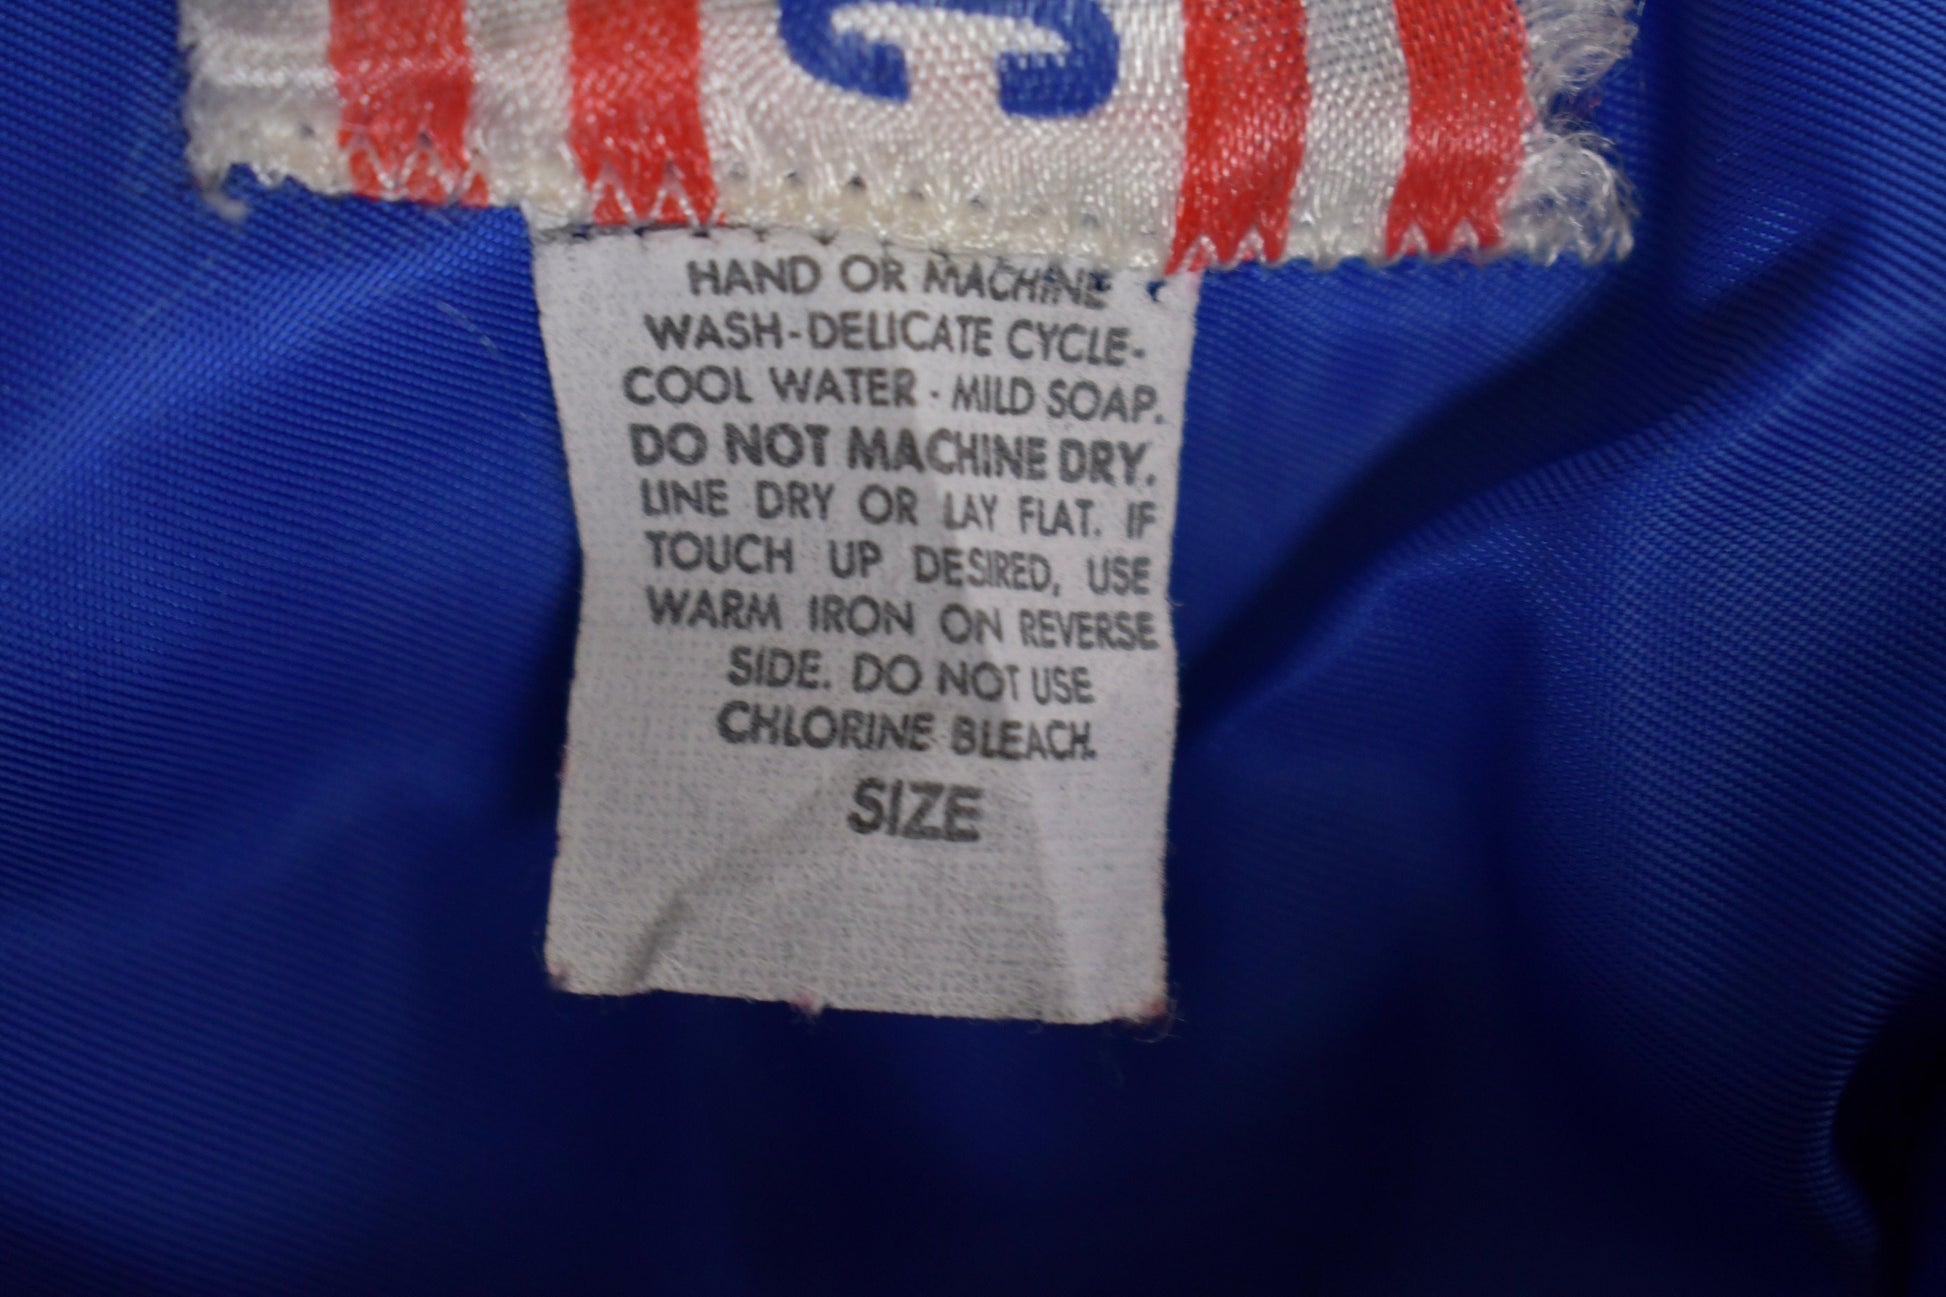 HAND OR MACHINE
WASH-DELICATE CYCLE-
COOL WATER - MILD SOAP.
DO NOT MACHINE DRY.
LINE DRY OR LAY FLAT. IF
TOUCH UP DESIRED, USE
WARM IRON ON REVERSE
SIDE. DO NOT USE
CHLORINE BLEACH.
SIZE